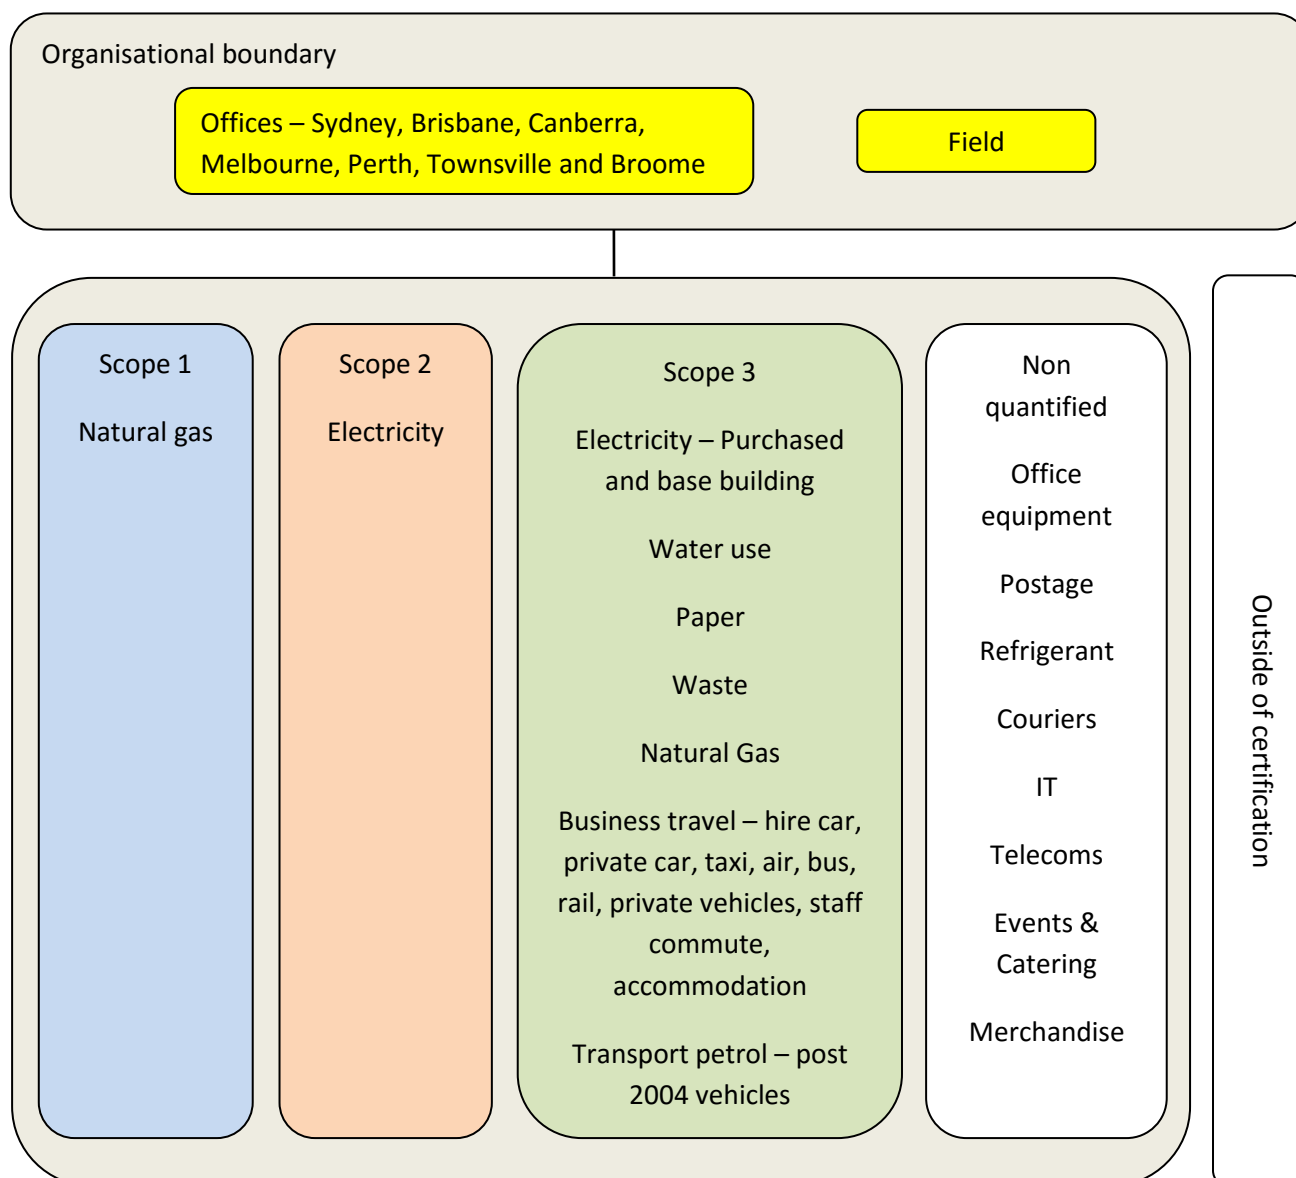 Organisational boundary
Offices – Sydney, Brisbane, Canberra,
Melbourne, Perth, Townsville and Broome
Field
Scope 1
Natural gas
Scope 2
Electricity
Scope 3
Electricity – Purchased
and base building
Water use
Paper
Waste
Natural Gas
Business travel – hire car,
private car, taxi, air, bus,
rail, private vehicles, staff
commute,
accommodation
Transport petrol – post
2004 vehicles
Non
quantified
Office
equipment
Postage
Refrigerant
Couriers
IT
Telecoms
Events &
Catering
Merchandise
Outside of certification